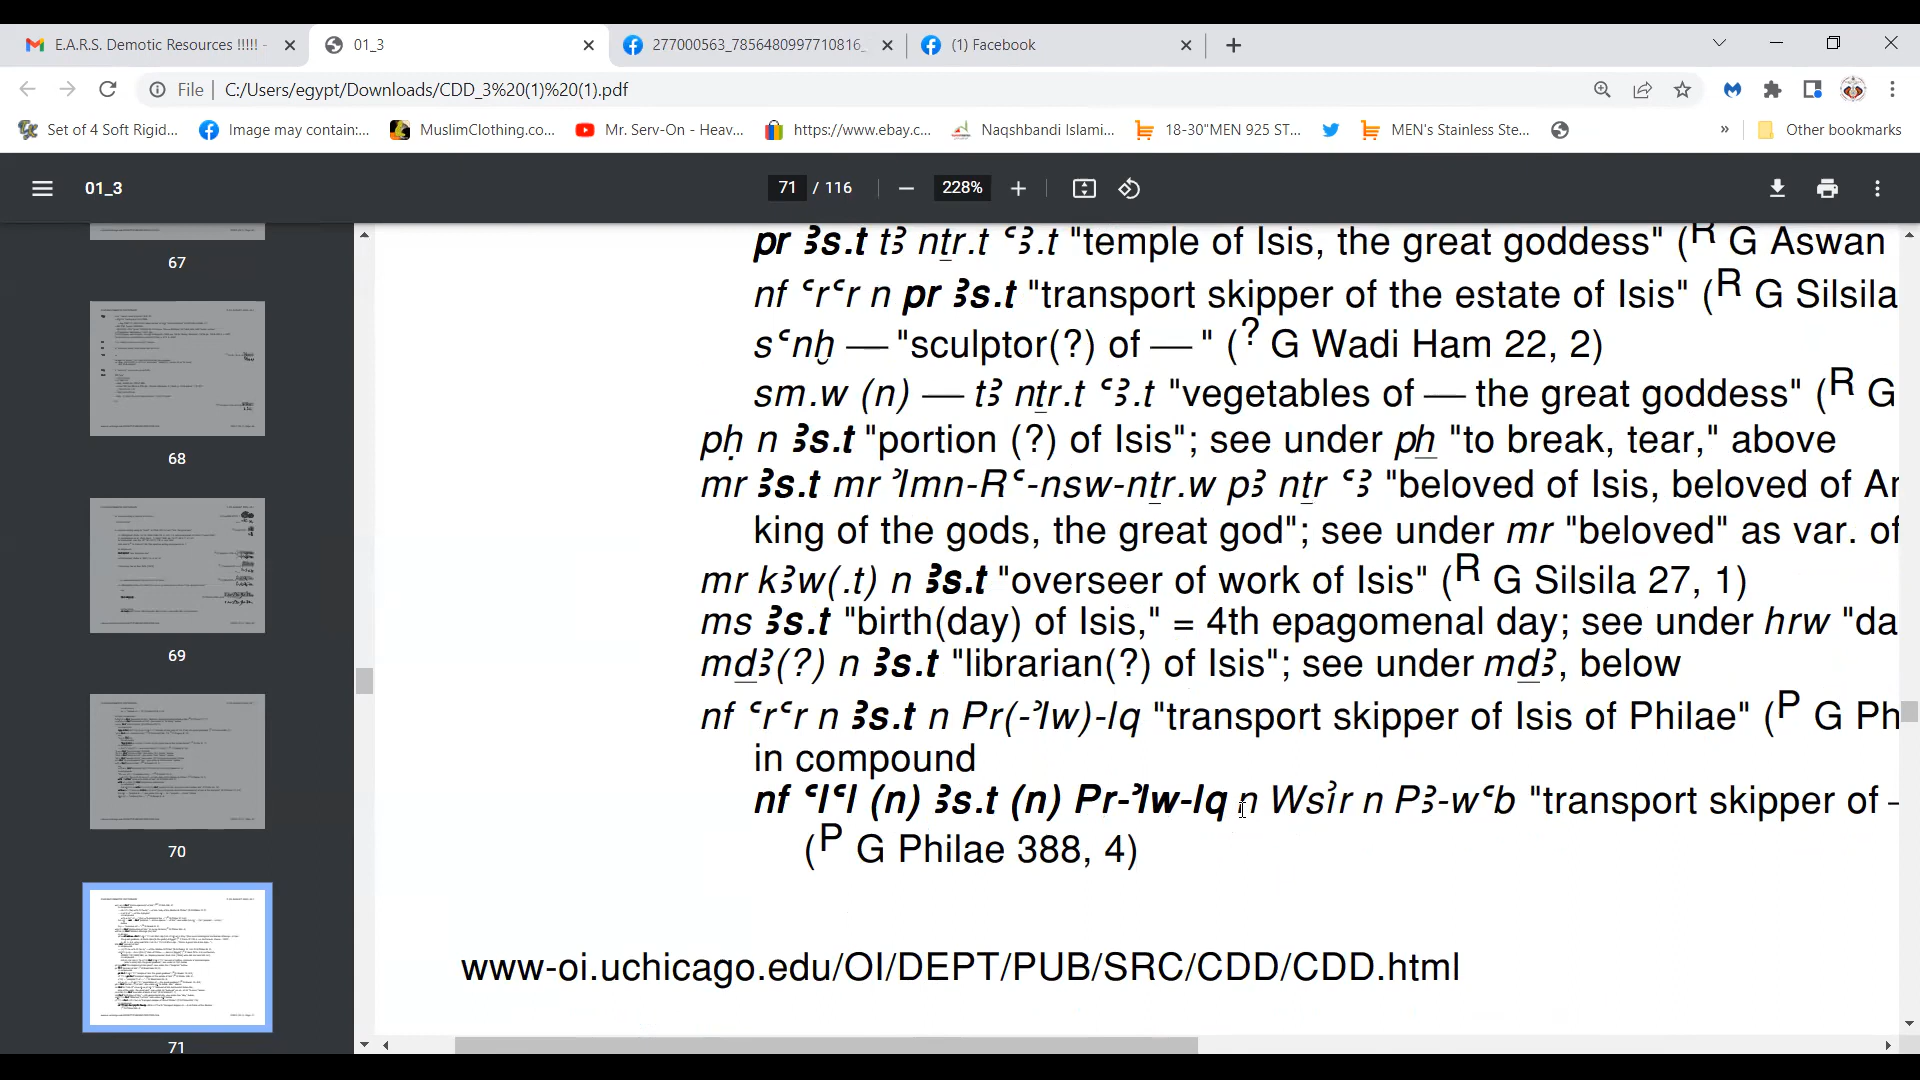 E.A.R.S. Demotic Resources !!!!! -
01_3
277000563_7856480997710816_
(1) Facebook
File C:/Users/egypt/Downloads/CDD_3%20(1)%20(1).pdf
Set of 4 Soft Rigid... Image may contain:... MuslimClothing.co... Mr. Serv-On - Heav... https://www.ebay.c... Naqshbandi Islami... 18-30"MEN 925 ST... MEN's Stainless Ste... » Other bookmarks
01_3 71 / 116 228%
67
68
69
70
71
pr ꜣs.t tꜣ nṯr.t ꜥꜣ.t "temple of Isis, the great goddess" (R G Aswan
nf ꜥrꜥr n pr ꜣs.t "transport skipper of the estate of Isis" (R G Silsila
sꜥnḫ — "sculptor(?) of — " (? G Wadi Ham 22, 2)
sm.w (n) — tꜣ nṯr.t ꜥꜣ.t "vegetables of — the great goddess" (R G
pḥ n ꜣs.t "portion (?) of Isis"; see under pẖ "to break, tear," above
mr ꜣs.t mr ʾImn-Rꜥ-nsw-nṯr.w pꜣ nṯr ꜥꜣ "beloved of Isis, beloved of Am
king of the gods, the great god"; see under mr "beloved" as var. of
mr kꜣw(.t) n ꜣs.t "overseer of work of Isis" (R G Silsila 27, 1)
ms ꜣs.t "birth(day) of Isis," = 4th epagomenal day; see under hrw "da
mḏꜣ(?) n ꜣs.t "librarian(?) of Isis"; see under mḏꜣ, below
nf ꜥrꜥr n ꜣs.t n Pr(-ʾIw)-lq "transport skipper of Isis of Philae" (P G Ph
in compound
nf ꜥlꜥl (n) ꜣs.t (n) Pr-ʾIw-lq n Wsỉr n Pꜣ-wꜥb "transport skipper of —
(P G Philae 388, 4)
www-oi.uchicago.edu/OI/DEPT/PUB/SRC/CDD/CDD.html